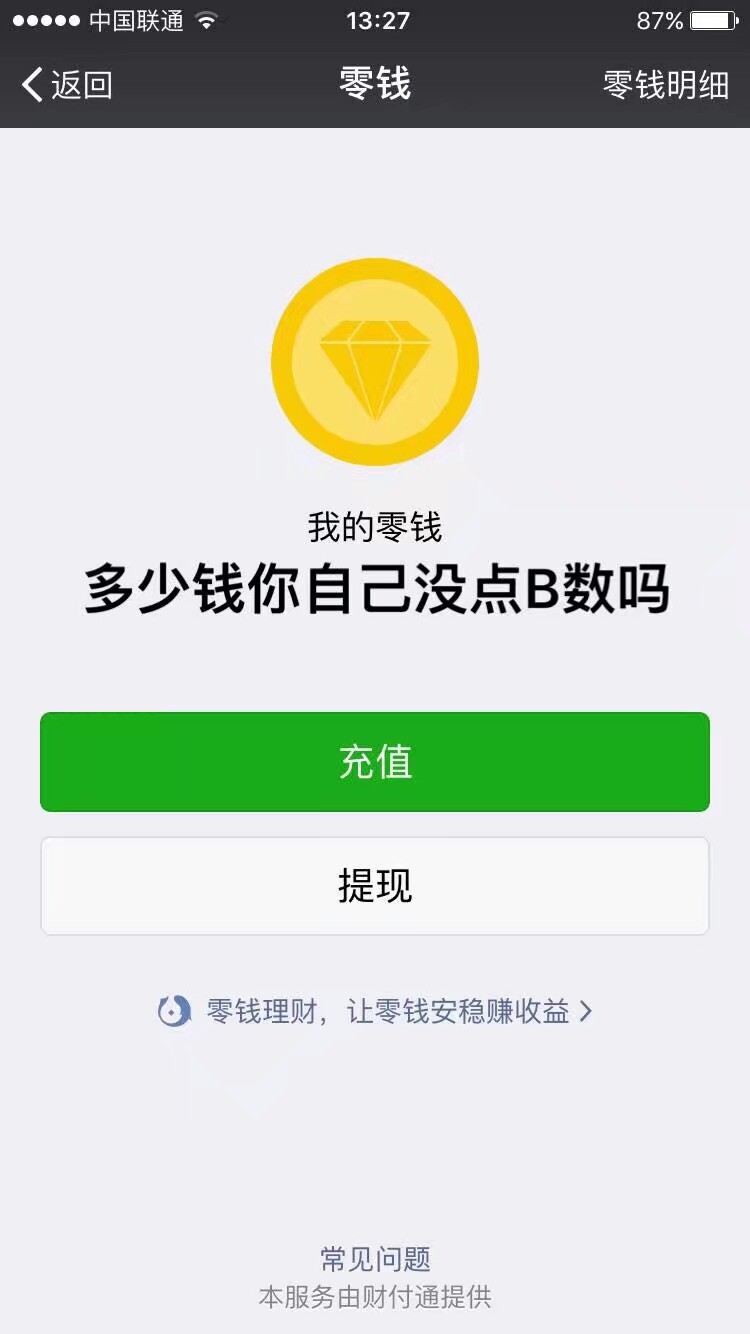 中国联通 13:27 87%
返回 零钱 零钱明细
我的零钱
多少钱你自己没点B数吗
充值
提现
零钱理财，让零钱安稳赚收益
常见问题
本服务由财付通提供